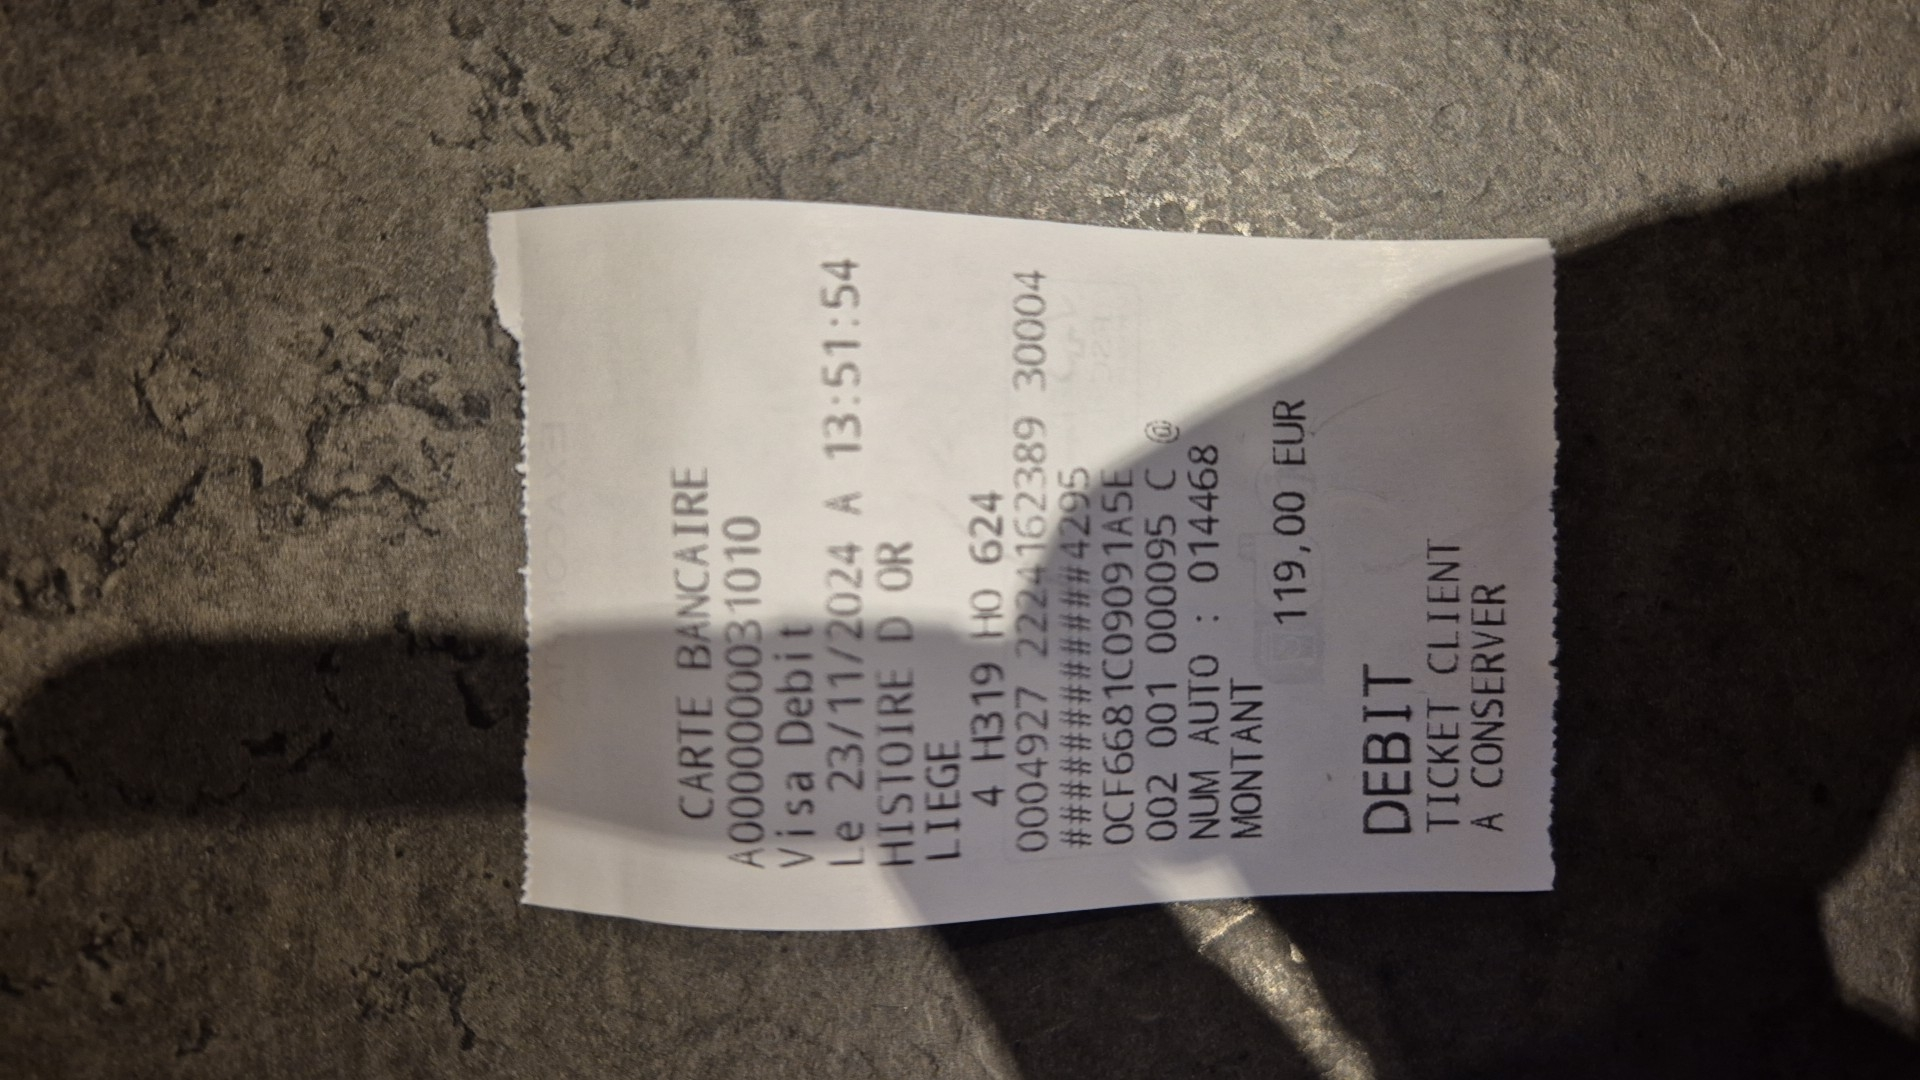 CARTE BANCAIRE
A0000000031010
Visa Debit
Le 23/11/2024 A 13:51:54
HISTOIRE D OR
LIEGE
4 H319 HO 624
0004927 2224162389 30004
############4295
0CF6681C09091A5E
002 001 000095 C @
NUM AUTO : 014468
MONTANT
119,00 EUR
DEBIT
TICKET CLIENT
A CONSERVER